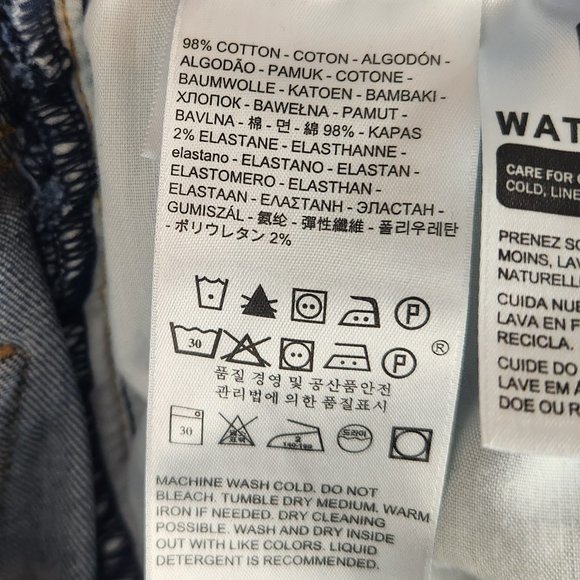 98% COTTON - COTON - ALGODÓN -
ALGODÃO - PAMUK - COTONE -
BAUMWOLLE - KATOEN - BAMBAKI -
ХЛОПОК - BAWEŁNA - PAMUT -
BAVLNA - 棉 - 면 - 綿 98% - KAPAS
2% ELASTANE - ELASTHANNE -
elastano - ELASTANO - ELASTAN -
ELASTOMERO - ELASTHAN -
ELASTAAN - ΕΛΑΣΤΑΝΗ - ЭЛАСТАН -
GUMISZÁL - 氨纶 - 彈性纖維 - 폴리우레탄
- ポリウレタン 2%
P
30 P ®
품질 경영 및 공산품안전
관리법에 의한 품질표시
30 드라이
MACHINE WASH COLD. DO NOT
BLEACH. TUMBLE DRY MEDIUM. WARM
IRON IF NEEDED. DRY CLEANING
POSSIBLE. WASH AND DRY INSIDE
OUT WITH LIKE COLORS. LIQUID
DETERGENT IS RECOMMENDED.
WAT
CARE FOR
COLD, LINE
PRENEZ
MOINS, LAV
NATURELL
CUIDA NUE
LAVA EN
RECICLA.
CUIDE DO
LAVE EM A
DOE OU